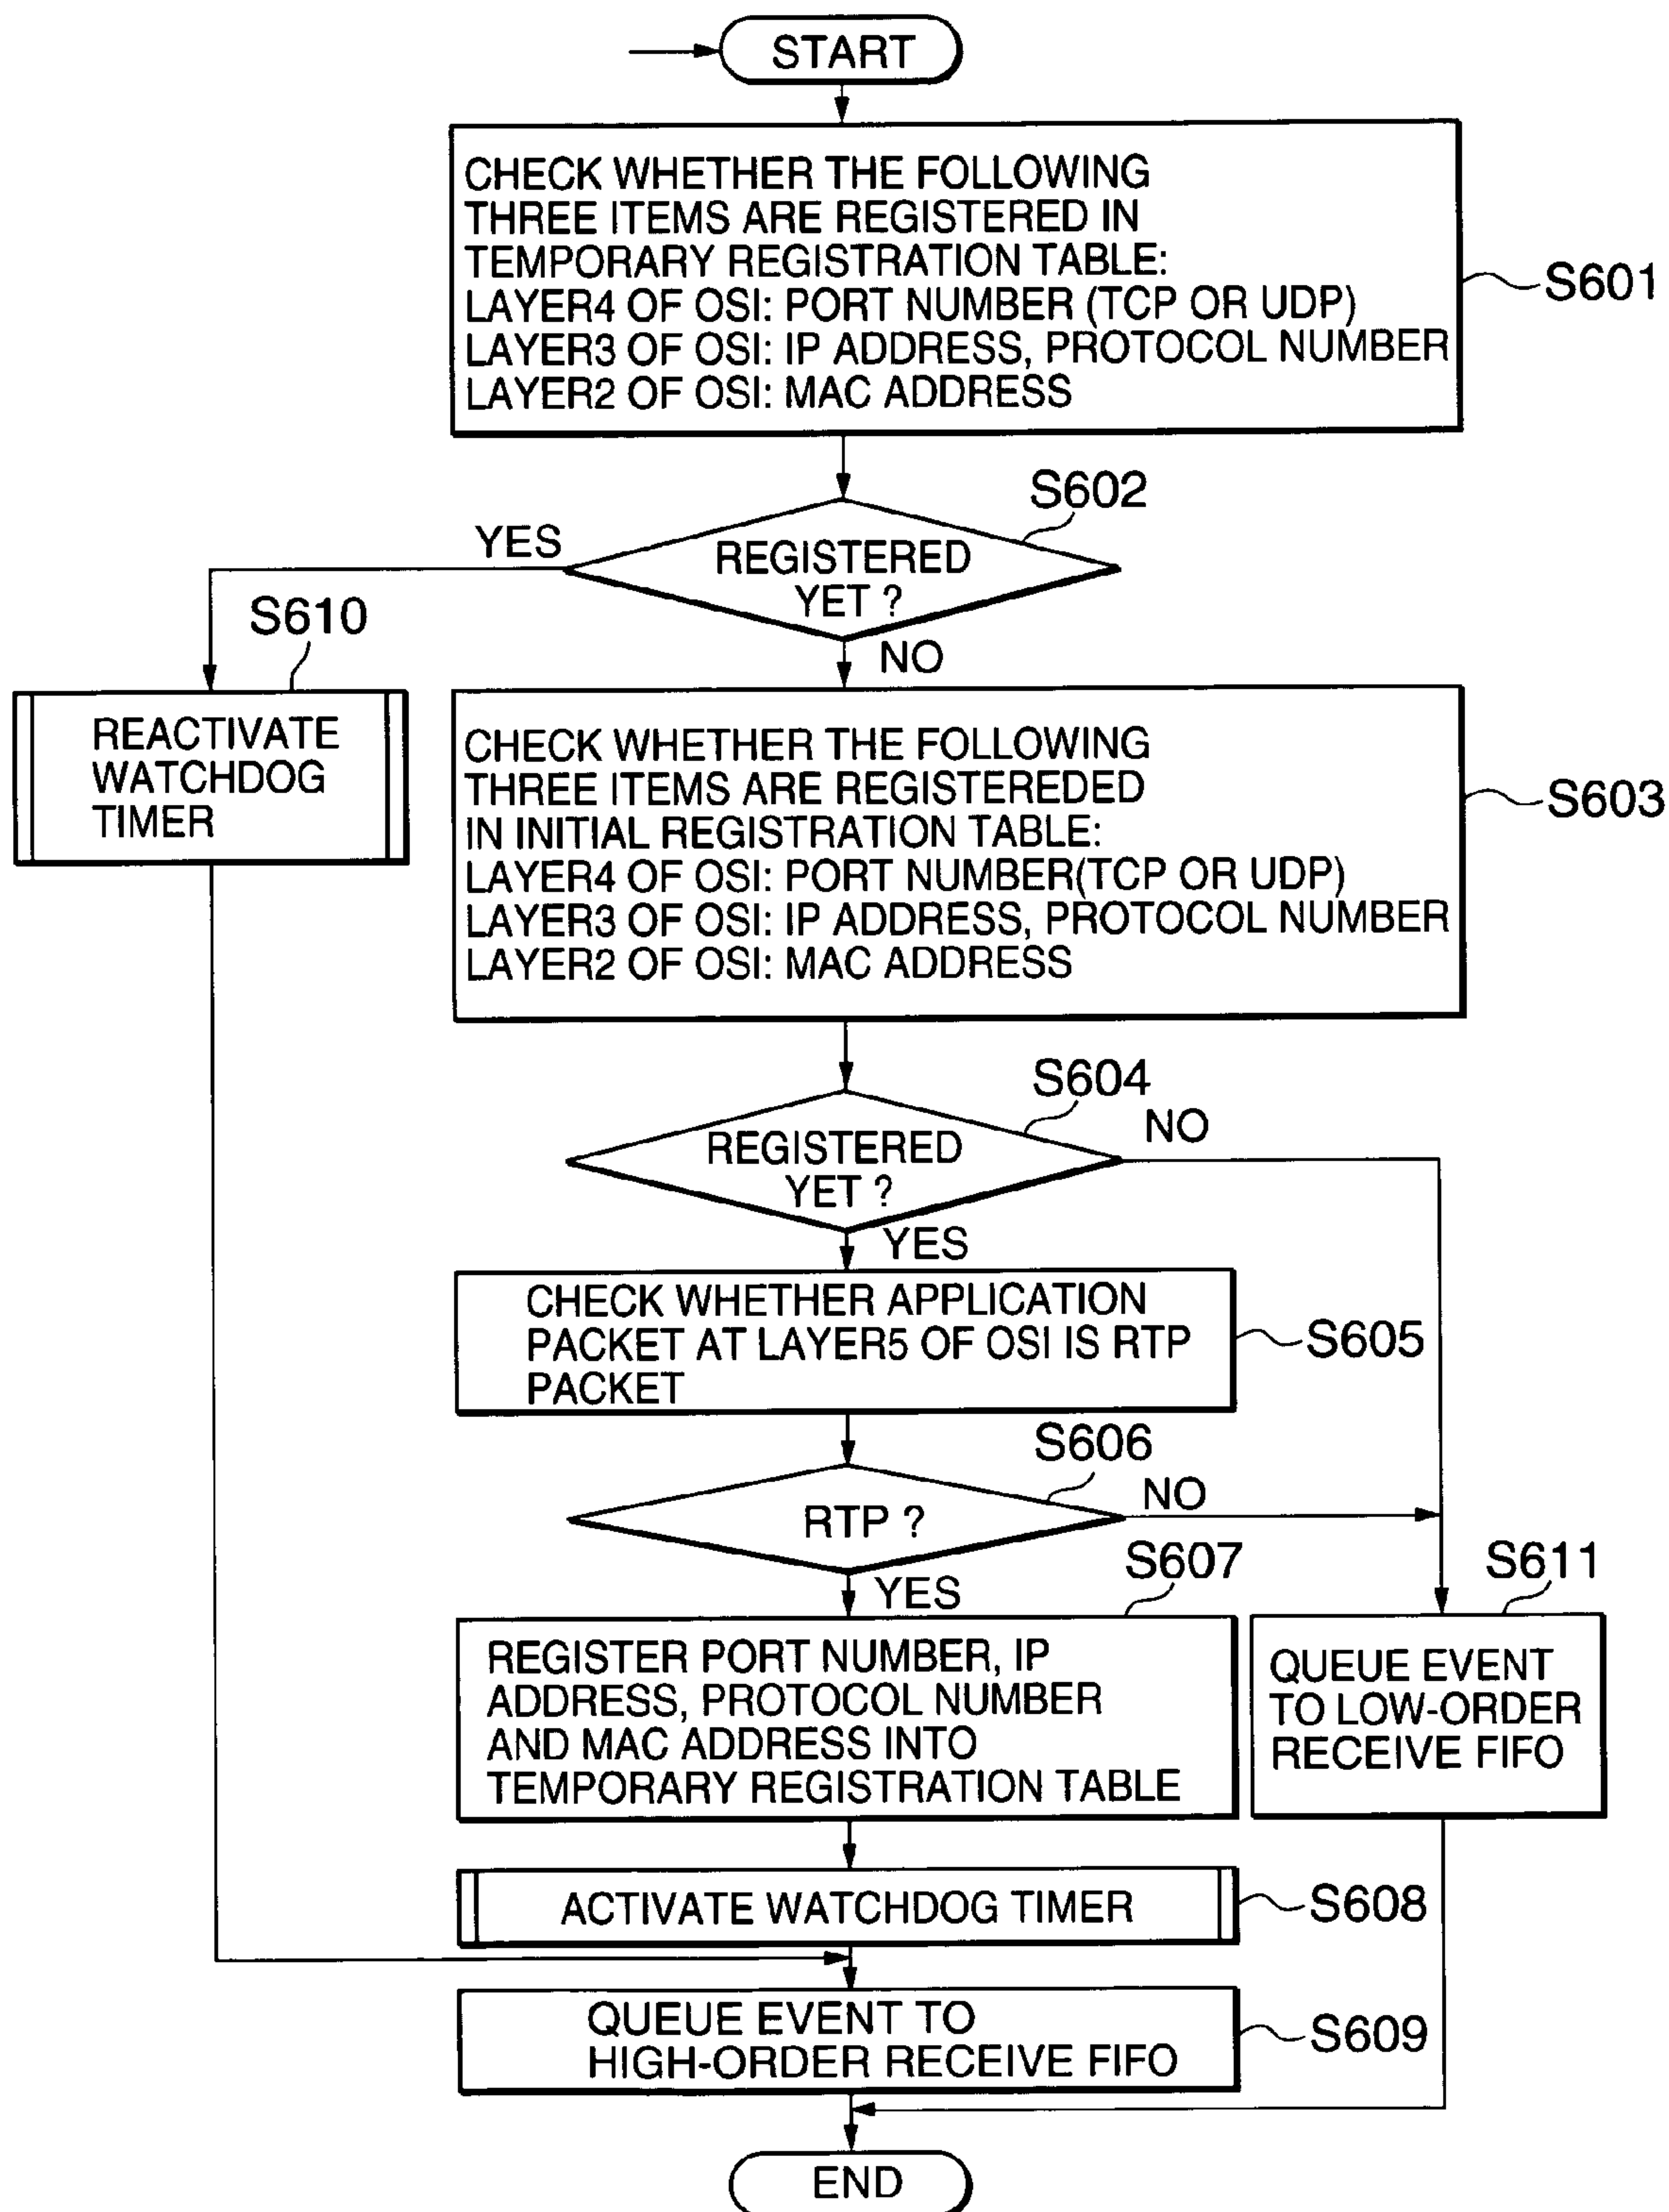 START
CHECK WHETHER THE FOLLOWING
THREE ITEMS ARE REGISTERED IN
TEMPORARY REGISTRATION TABLE:
LAYER4 OF OSI: PORT NUMBER (TCP OR UDP)
LAYER3 OF OSI: IP ADDRESS, PROTOCOL NUMBER
LAYER2 OF OSI: MAC ADDRESS
S601
S602
YES
REGISTERED
YET ?
NO
S610
REACTIVATE
WATCHDOG
TIMER
CHECK WHETHER THE FOLLOWING
THREE ITEMS ARE REGISTEREDED
IN INITIAL REGISTRATION TABLE:
LAYER4 OF OSI: PORT NUMBER(TCP OR UDP)
LAYER3 OF OSI: IP ADDRESS, PROTOCOL NUMBER
LAYER2 OF OSI: MAC ADDRESS
S603
S604
NO
REGISTERED
YET ?
YES
CHECK WHETHER APPLICATION
PACKET AT LAYER5 OF OSI IS RTP
PACKET
S605
S606
NO
RTP ?
YES
S607
REGISTER PORT NUMBER, IP
ADDRESS, PROTOCOL NUMBER
AND MAC ADDRESS INTO
TEMPORARY REGISTRATION TABLE
S611
QUEUE EVENT
TO LOW-ORDER
RECEIVE FIFO
ACTIVATE WATCHDOG TIMER
S608
QUEUE EVENT TO
HIGH-ORDER RECEIVE FIFO
S609
END